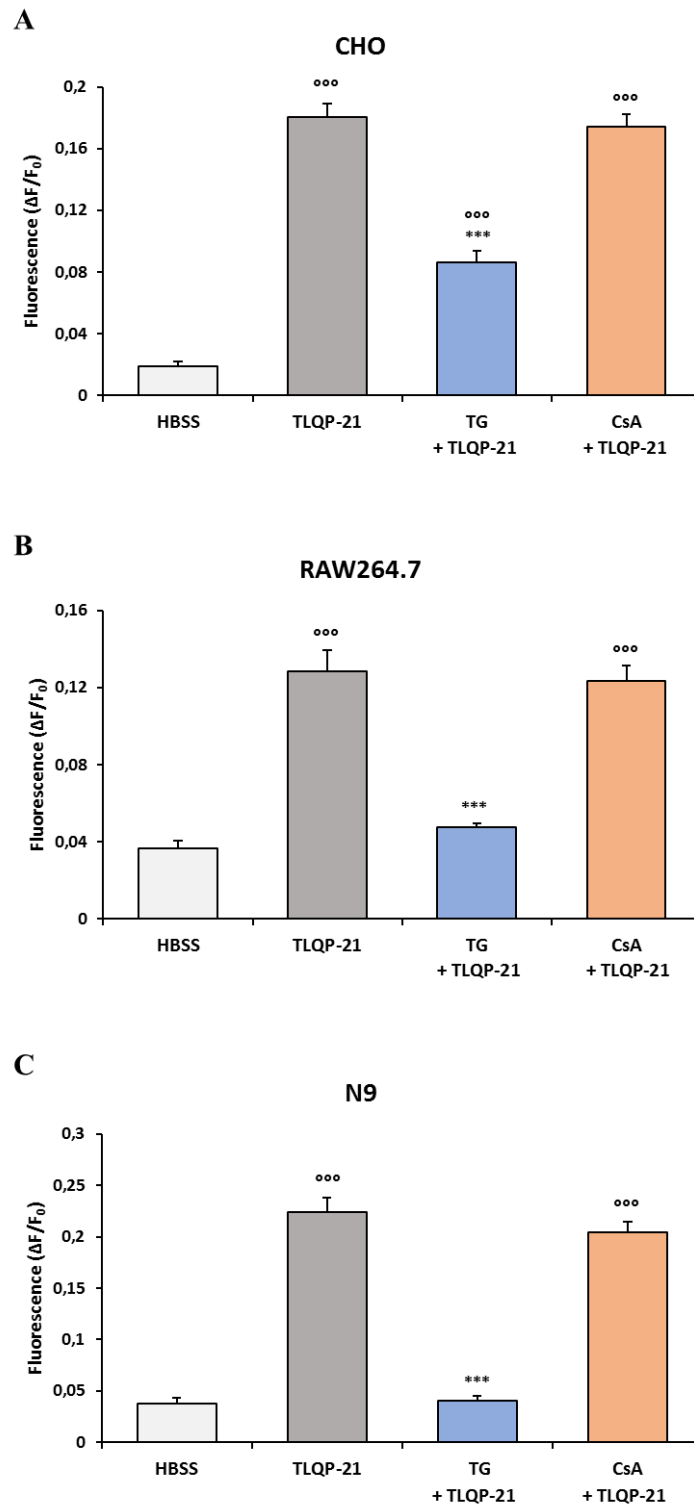 A
CHO
Fluorescence (ΔF/F₀)
0,2
0,16
0,12
0,08
0,04
0
°°°
°°°
***
°°°
HBSS
TLQP-21
TG
+ TLQP-21
CsA
+ TLQP-21
B
RAW264.7
Fluorescence (ΔF/F₀)
0,16
0,12
0,08
0,04
0
°°°
***
°°°
HBSS
TLQP-21
TG
+ TLQP-21
CsA
+ TLQP-21
C
N9
Fluorescence (ΔF/F₀)
0,3
0,25
0,2
0,15
0,1
0,05
0
°°°
***
°°°
HBSS
TLQP-21
TG
+ TLQP-21
CsA
+ TLQP-21